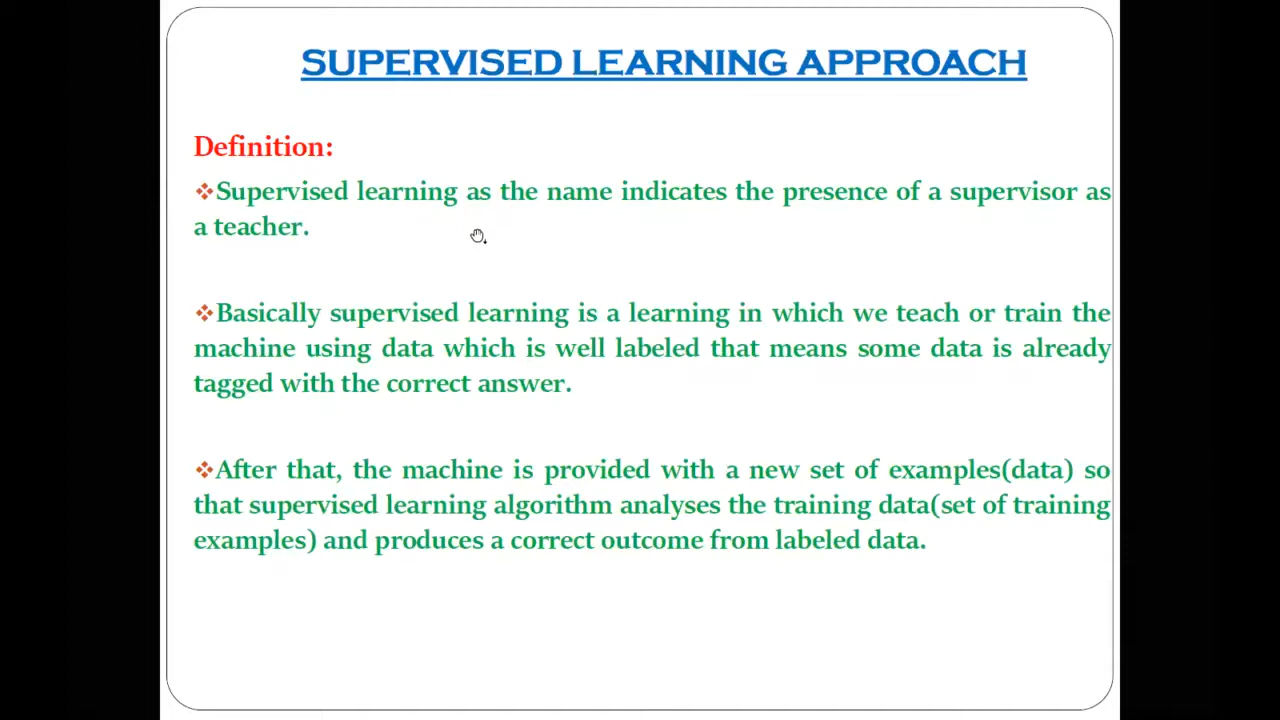 SUPERVISED LEARNING APPROACH
Definition:
❖Supervised learning as the name indicates the presence of a supervisor as
a teacher.
❖Basically supervised learning is a learning in which we teach or train the
machine using data which is well labeled that means some data is already
tagged with the correct answer.
❖After that, the machine is provided with a new set of examples(data) so
that supervised learning algorithm analyses the training data(set of training
examples) and produces a correct outcome from labeled data.